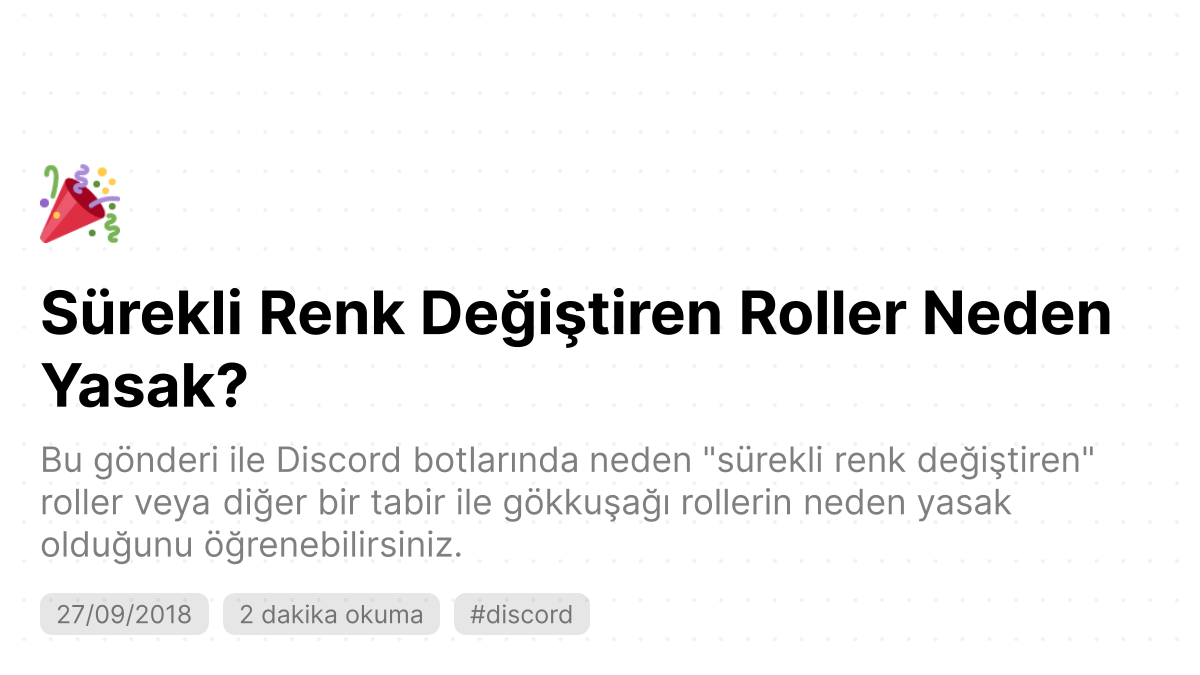 Sürekli Renk Değiştiren Roller Neden
Yasak?
Bu gönderi ile Discord botlarında neden "sürekli renk değiştiren"
roller veya diğer bir tabir ile gökkuşağı rollerin neden yasak
olduğunu öğrenebilirsiniz.
27/09/2018 2 dakika okuma #discord